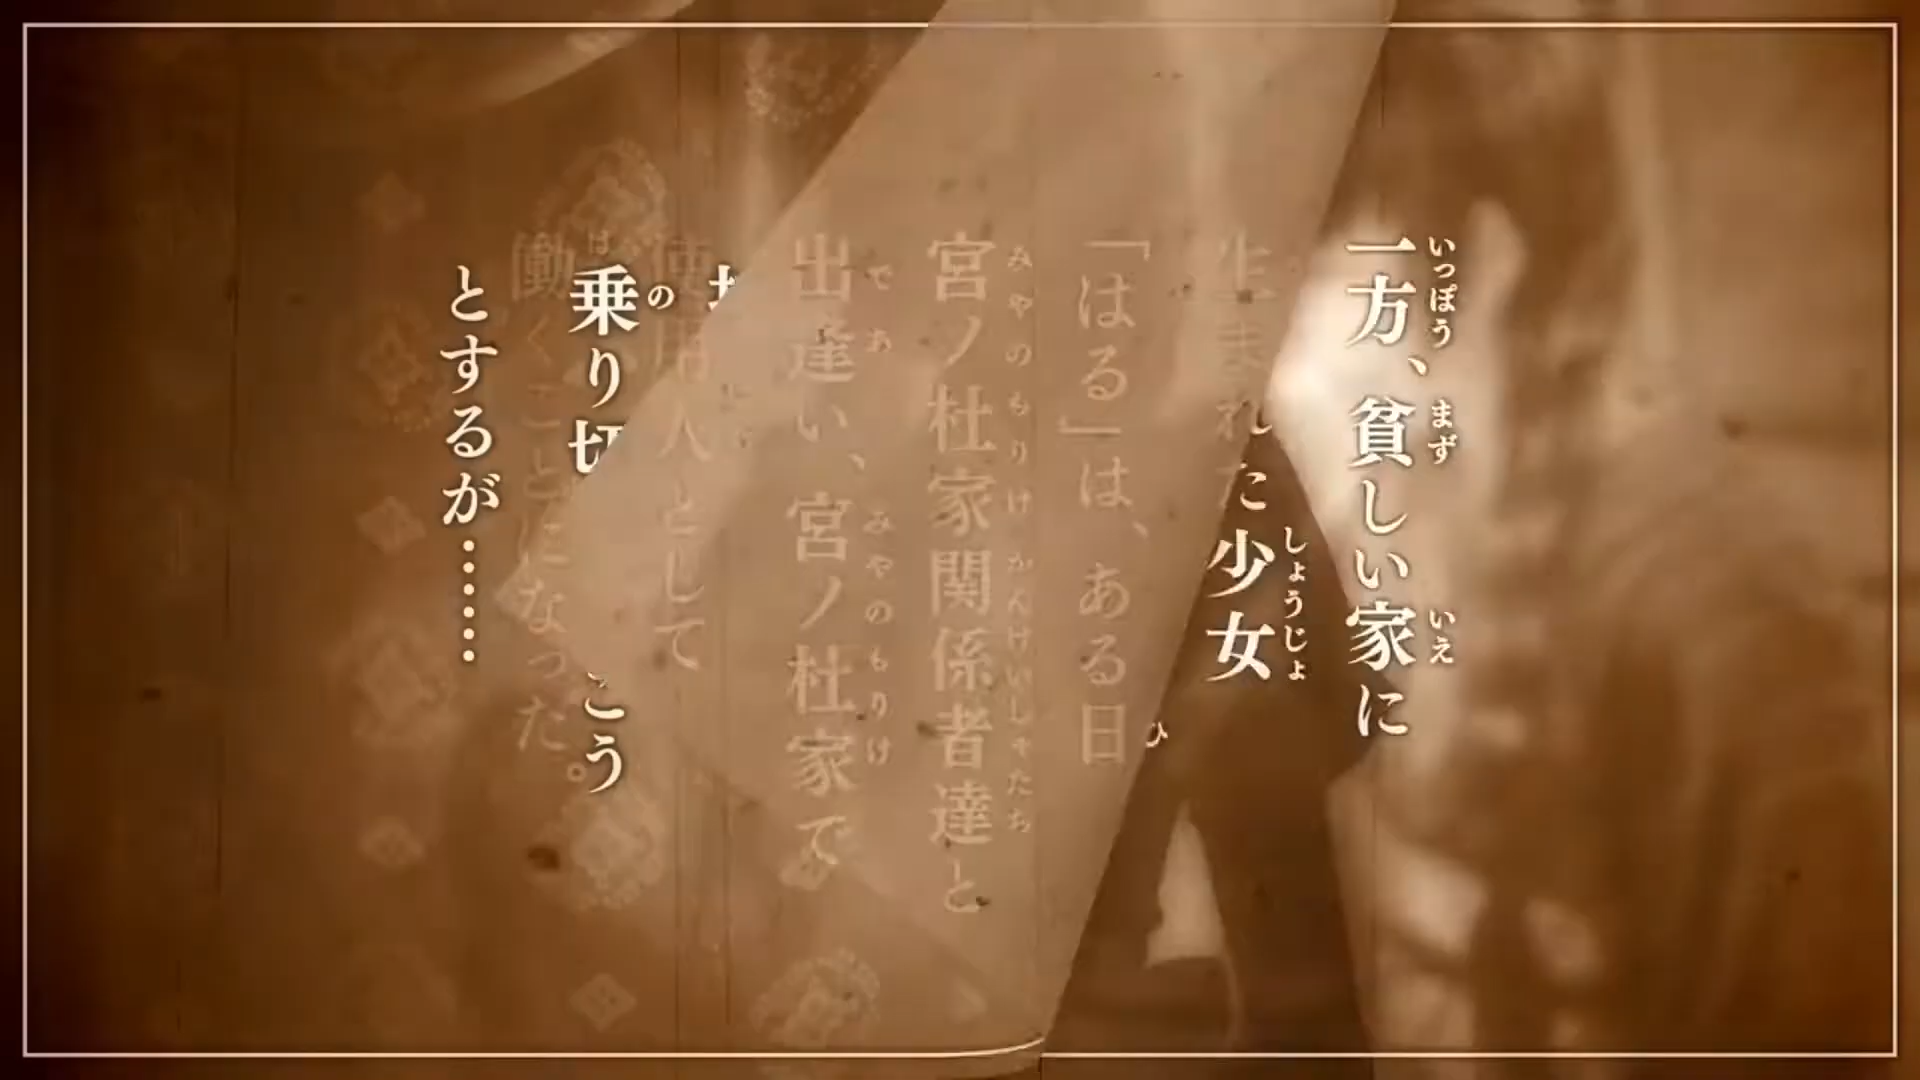 一方、貧しい家に
生まれた少女
「はる」は、ある日
宮ノ杜家関係者達と
出逢い、宮ノ杜家で
使用人として
働くことになった。
乗り切
こう
とするが……